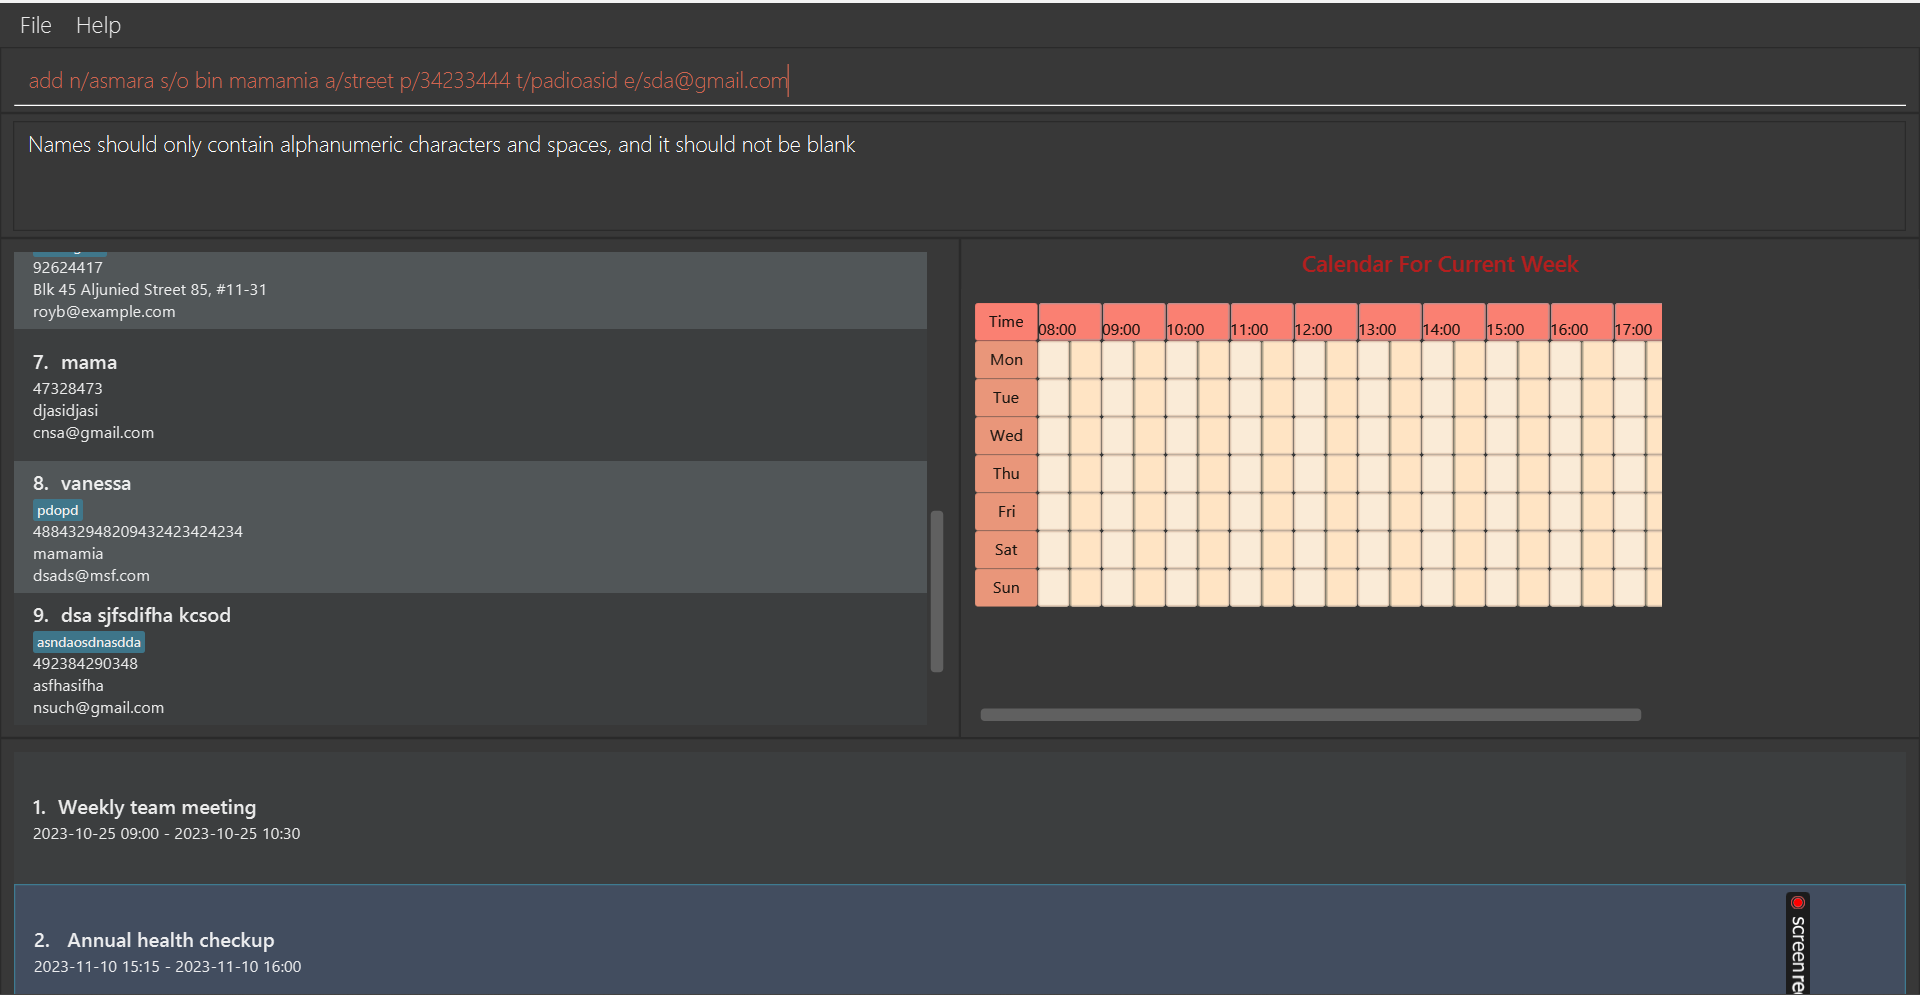 File Help
add n/asmara s/o bin mamamia a/street p/34233444 t/padioasid e/sda@gmail.com
Names should only contain alphanumeric characters and spaces, and it should not be blank
92624417
Blk 45 Aljunied Street 85, #11-31
royb@example.com
7. mama
47328473
djasidjasi
cnsa@gmail.com
8. vanessa
pdopd
488432948209432423424234
mamamia
dsads@msf.com
9. dsa sjfsdifha kcsod
asndaosdnasdda
492384290348
asfhasifha
nsuch@gmail.com
Calendar For Current Week
Time 08:00 09:00 10:00 11:00 12:00 13:00 14:00 15:00 16:00 17:00
Mon
Tue
Wed
Thu
Fri
Sat
Sun
1. Weekly team meeting
2023-10-25 09:00 - 2023-10-25 10:30
2. Annual health checkup
2023-11-10 15:15 - 2023-11-10 16:00
screen re